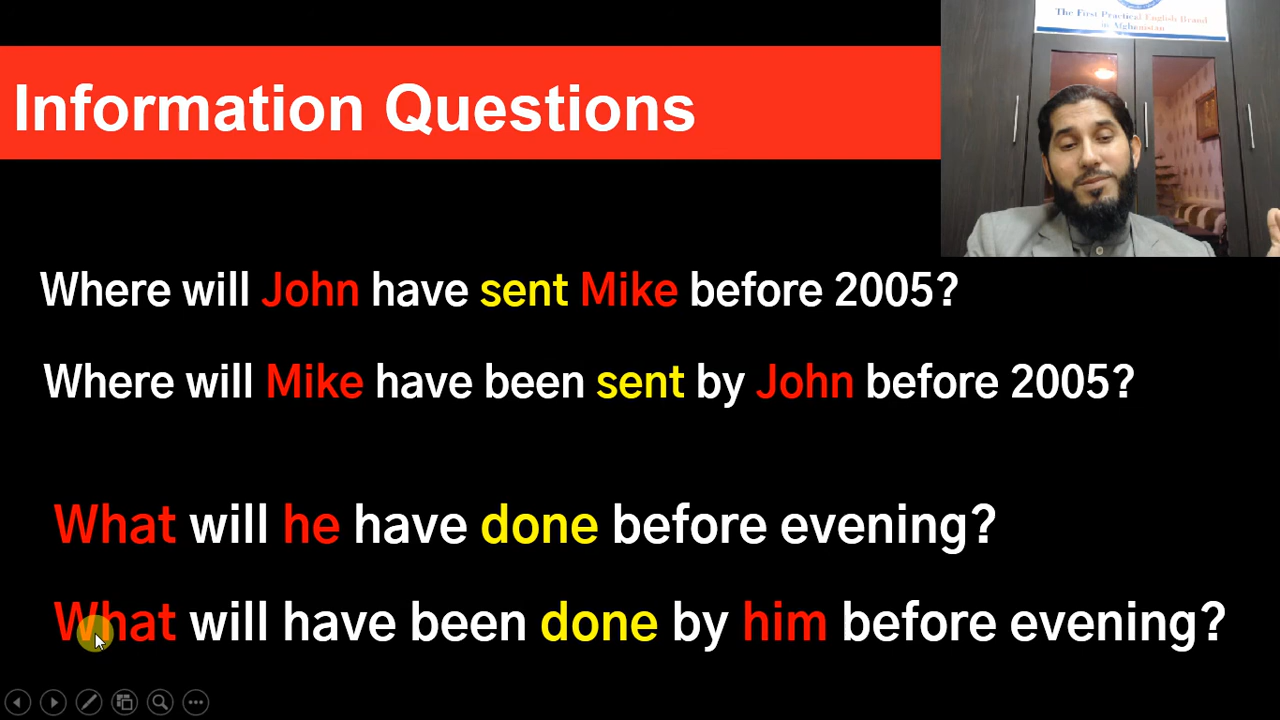 The First Practical English Brand
in Afghanistan
Information Questions
Where will John have sent Mike before 2005?
Where will Mike have been sent by John before 2005?
What will he have done before evening?
What will have been done by him before evening?